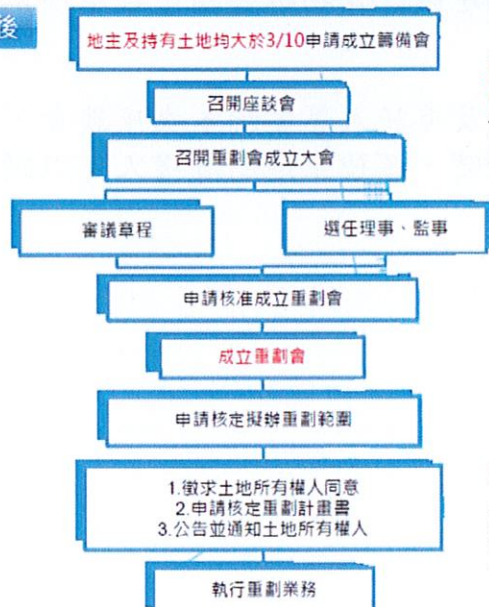 後
地主及持有土地均大於3/10申請成立籌備會
召開座談會
召開重劃會成立大會
審議章程
選任理事、監事
申請核准成立重劃會
成立重劃會
申請核定擬辦重劃範圍
1.徵求土地所有權人同意
2.申請核定重劃計畫書
3.公告並通知土地所有權人
執行重劃業務